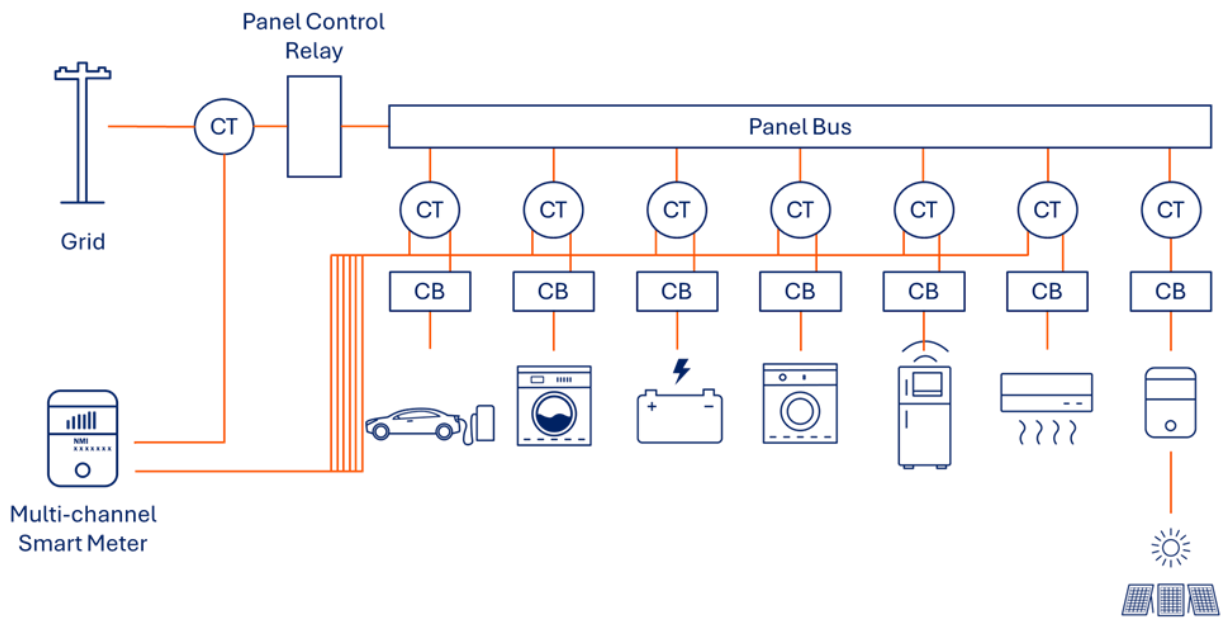 Panel Control
Relay
CT
Panel Bus
CT CT CT CT CT CT CT
Grid
CB CB CB CB CB CB CB
+ −
NMI
xxxxxxx
Multi-channel
Smart Meter